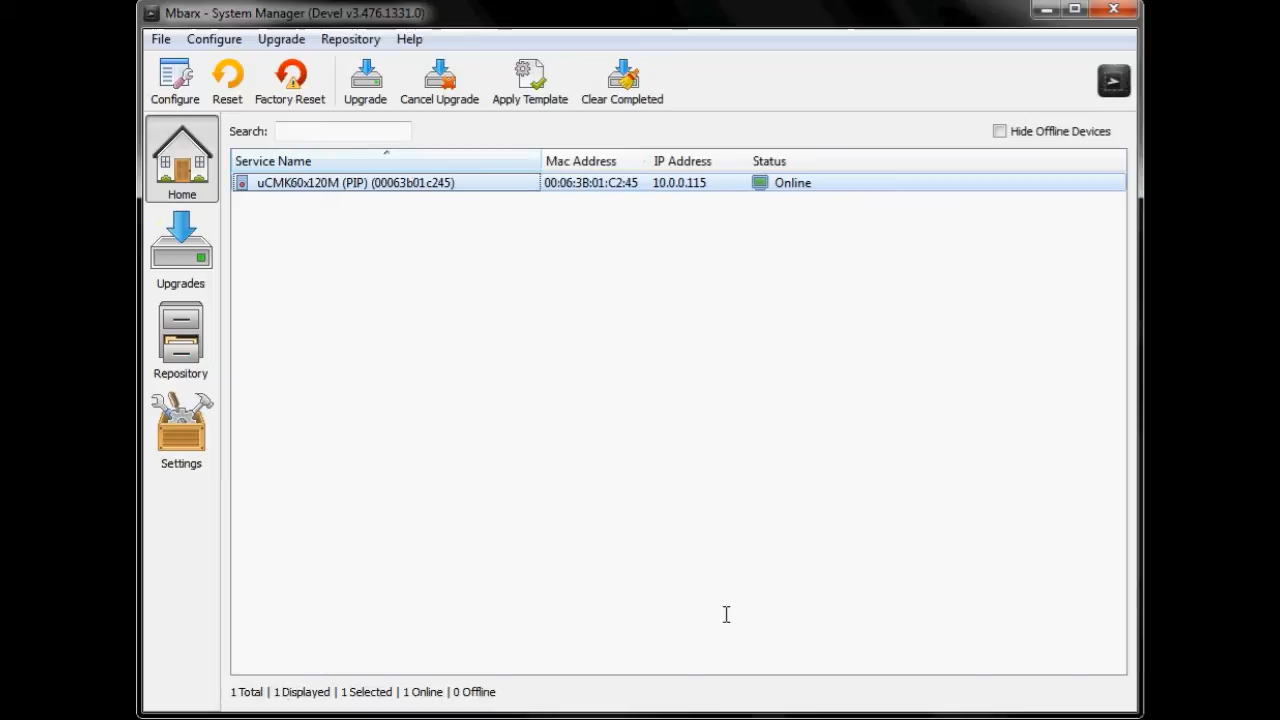 Mbarx - System Manager (Devel v3.476.1331.0)
File Configure Upgrade Repository Help
Configure Reset Factory Reset Upgrade Cancel Upgrade Apply Template Clear Completed
Search: Hide Offline Devices
Service Name Mac Address IP Address Status
uCMK60x120M (PIP) (00063b01c245) 00:06:3B:01:C2:45 10.0.0.115 Online
Home
Upgrades
Repository
Settings
1 Total | 1 Displayed | 1 Selected | 1 Online | 0 Offline